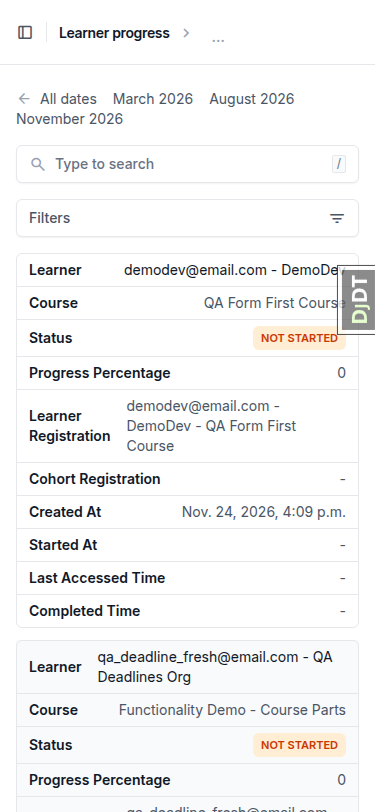 Learner progress > ...
← All dates March 2026 August 2026
November 2026
Type to search /
Filters
Learner demodev@email.com - DemoDev
Course QA Form First Course
DjDT
Status NOT STARTED
Progress Percentage 0
Learner Registration demodev@email.com - DemoDev - QA Form First Course
Cohort Registration -
Created At Nov. 24, 2026, 4:09 p.m.
Started At -
Last Accessed Time -
Completed Time -
Learner qa_deadline_fresh@email.com - QA Deadlines Org
Course Functionality Demo - Course Parts
Status NOT STARTED
Progress Percentage 0
qa_deadline_fresh@email.com